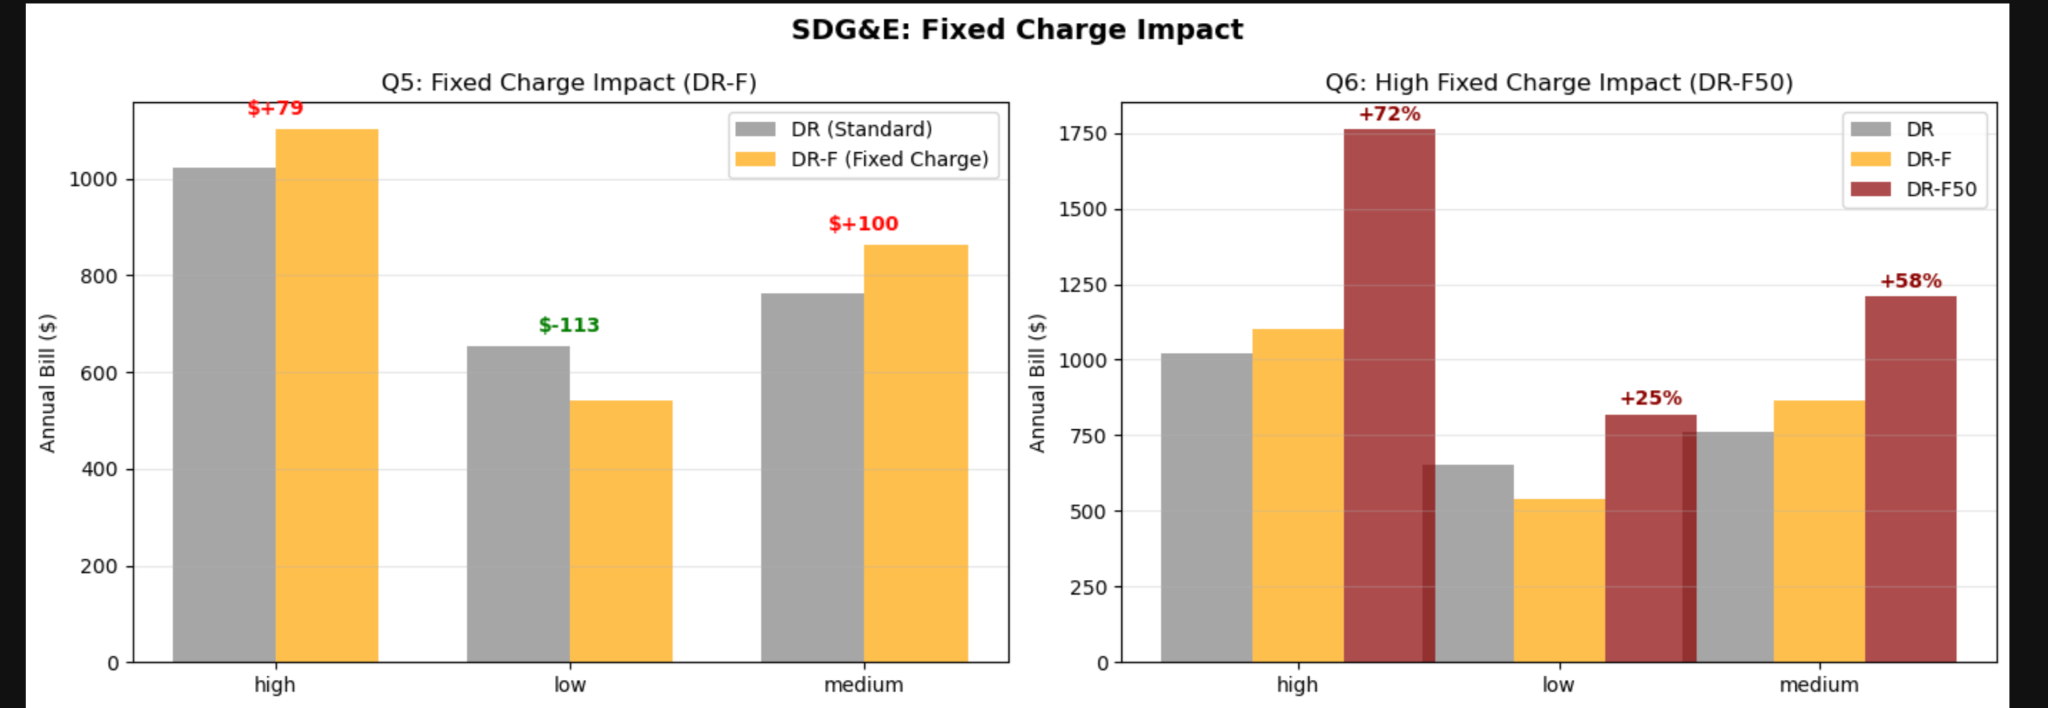 SDG&E: Fixed Charge Impact
Q5: Fixed Charge Impact (DR-F)
$+79
$-113
$+100
DR (Standard)
DR-F (Fixed Charge)
Annual Bill ($)
1000
800
600
400
200
0
high
low
medium
Q6: High Fixed Charge Impact (DR-F50)
+72%
+25%
+58%
DR
DR-F
DR-F50
Annual Bill ($)
1750
1500
1250
1000
750
500
250
0
high
low
medium